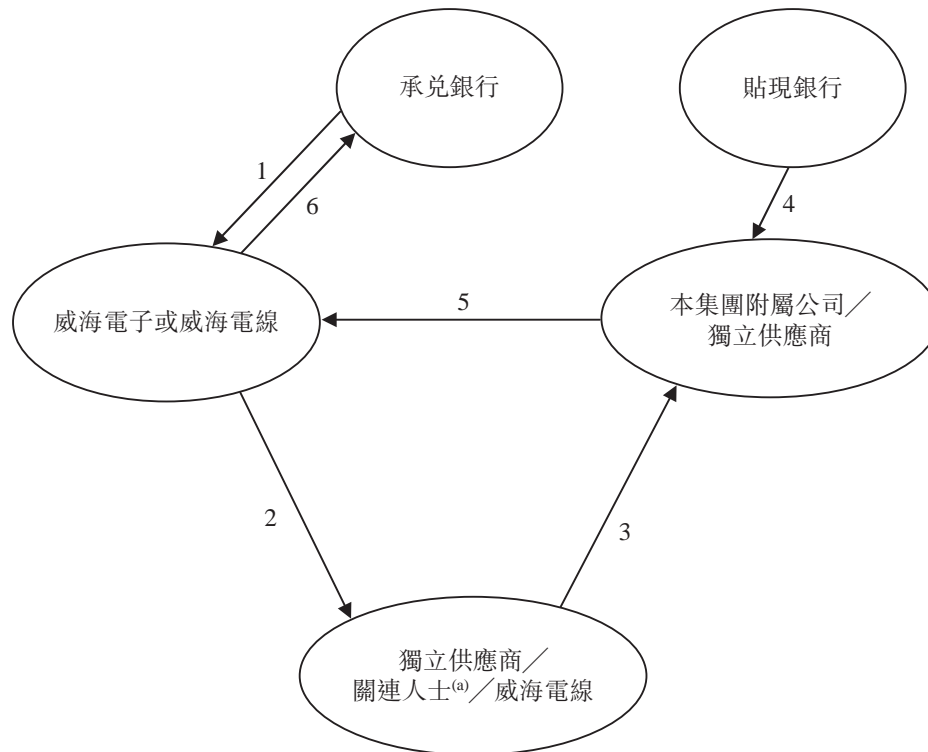 承兑銀行
貼現銀行
1
6
4
威海電子或威海電線
5
本集團附屬公司／
獨立供應商
2
3
獨立供應商／
關連人士(a)／威海電線